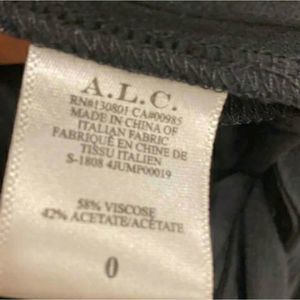 A.L.C.
RN#130801 CA#00985
MADE IN CHINA OF
ITALIAN FABRIC
FABRIQUÉ EN CHINE DE
TISSU ITALIEN
S-1808 4JUMP00019
58% VISCOSE
42% ACETATE/ACÉTATE
0